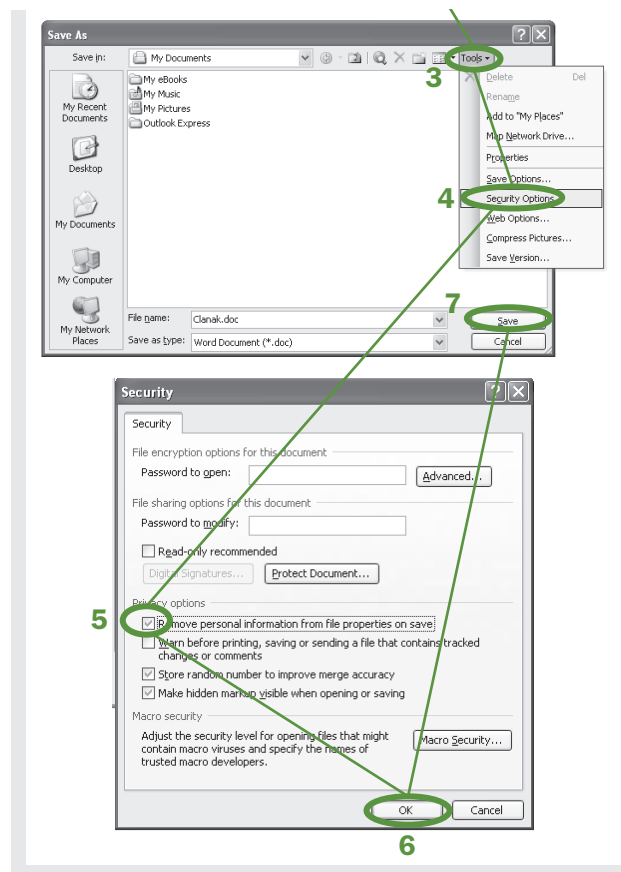 Save As
Save in:
My Documents
3
Tools
My eBooks
My Music
My Pictures
Outlook Express
My Recent
Documents
Desktop
My Documents
My Computer
My Network
Places
Delete Del
Rename
Add to "My Places"
Map Network Drive...
Properties
Save Options...
4
Security Options...
Web Options...
Compress Pictures...
Save Version...
7
File name:
Clanak.doc
Save
Save as type:
Word Document (*.doc)
Cancel
Security
Security
File encryption options for this document
Password to open:
Advanced...
File sharing options for this document
Password to modify:
Read-only recommended
Digital Signatures...
Protect Document...
Privacy options
5
Remove personal information from file properties on save
Warn before printing, saving or sending a file that contains tracked
changes or comments
Store random number to improve merge accuracy
Make hidden markup visible when opening or saving
Macro security
Adjust the security level for opening files that might
contain macro viruses and specify the names of
trusted macro developers.
Macro Security...
OK
Cancel
6